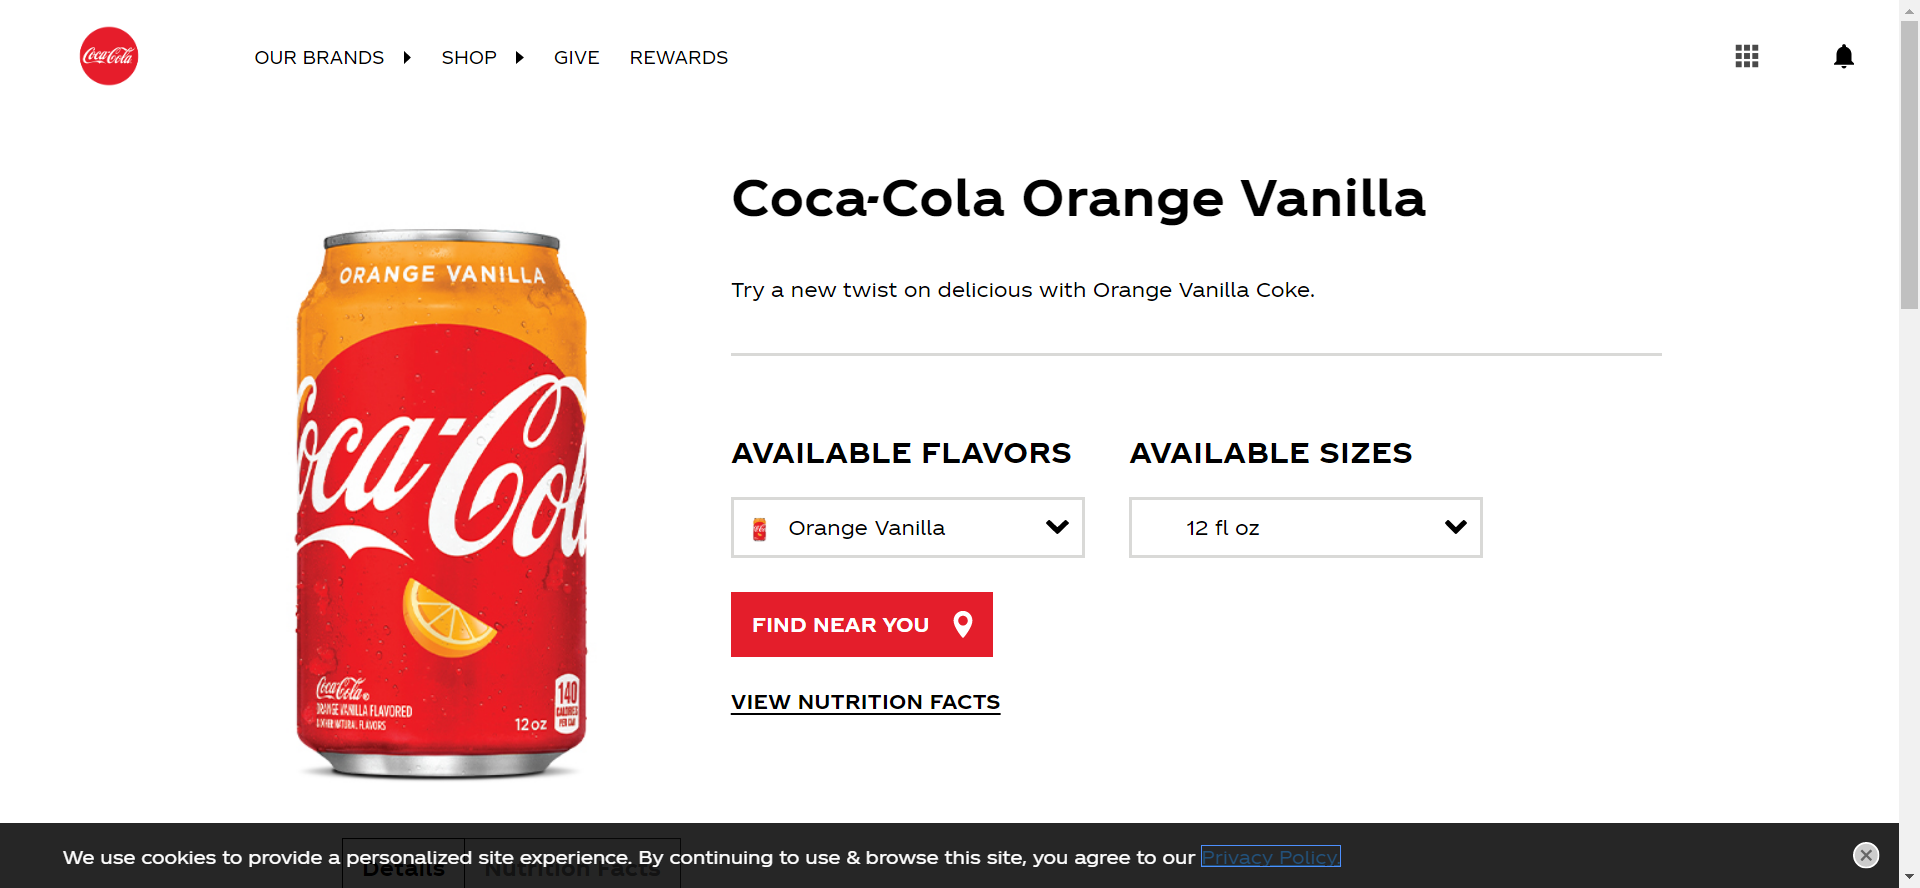 Coca-Cola
OUR BRANDS
SHOP
GIVE
REWARDS
Coca-Cola Orange Vanilla
Try a new twist on delicious with Orange Vanilla Coke.
ORANGE VANILLA
Coca-Cola
Coca-Cola
ORANGE VANILLA FLAVORED
& OTHER NATURAL FLAVORS
12 oz
140
CALORIES
PER CAN
AVAILABLE FLAVORS
AVAILABLE SIZES
Orange Vanilla
12 fl oz
FIND NEAR YOU
VIEW NUTRITION FACTS
Details
Nutrition Facts
We use cookies to provide a personalized site experience. By continuing to use & browse this site, you agree to our Privacy Policy.